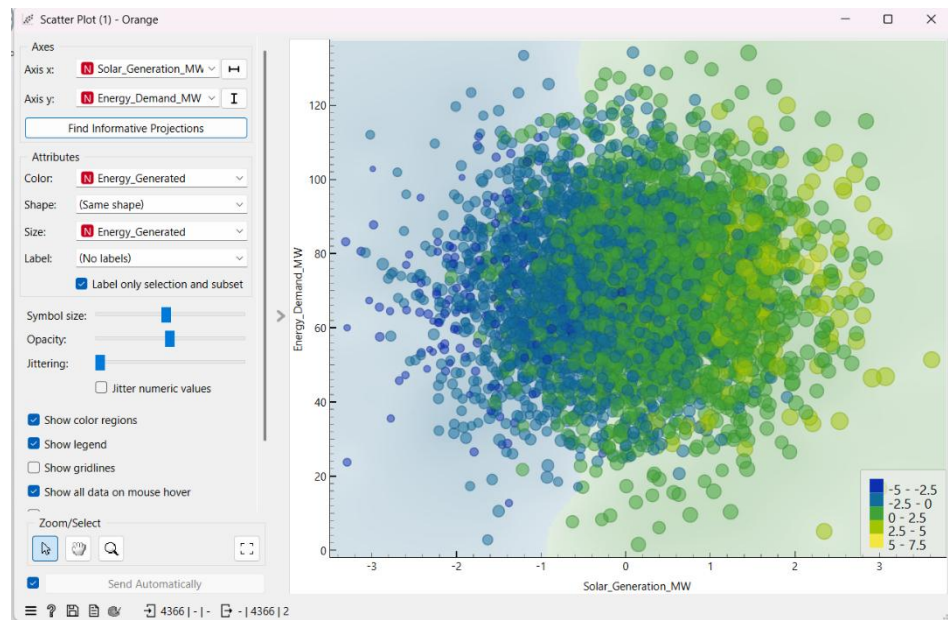 Scatter Plot (1) - Orange
Axes
Axis x: N Solar_Generation_MW
Axis y: N Energy_Demand_MW
Find Informative Projections
Attributes
Color: N Energy_Generated
Shape: (Same shape)
Size: N Energy_Generated
Label: (No labels)
Label only selection and subset
Symbol size:
Opacity:
Jittering:
Jitter numeric values
Show color regions
Show legend
Show gridlines
Show all data on mouse hover
Zoom/Select
Send Automatically
4366 | - | - - | 4366 | 2
Energy_Demand_MW
120
100
80
60
40
20
0
-3 -2 -1 0 1 2 3
Solar_Generation_MW
-5 - -2.5
-2.5 - 0
0 - 2.5
2.5 - 5
5 - 7.5